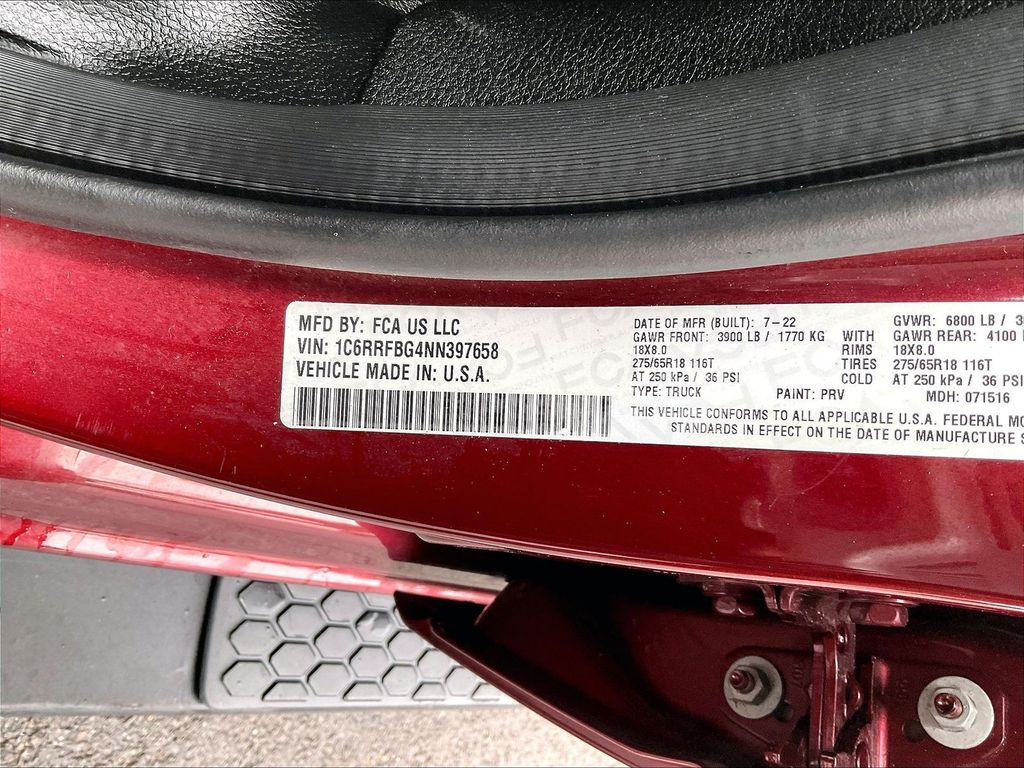 MFD BY: FCA US LLC
VIN: 1C6RRFBG4NN397658
VEHICLE MADE IN: U.S.A.
DATE OF MFR (BUILT): 7-22
GVWR: 6800 LB / 3
GAWR FRONT: 3900 LB / 1770 KG WITH GAWR REAR: 4100
18X8.0 RIMS 18X8.0
275/65R18 116T TIRES 275/65R18 116T
AT 250 kPa / 36 PSI COLD AT 250 kPa / 36 PSI
TYPE: TRUCK PAINT: PRV MDH: 071516
THIS VEHICLE CONFORMS TO ALL APPLICABLE U.S.A. FEDERAL MO
STANDARDS IN EFFECT ON THE DATE OF MANUFACTURE S